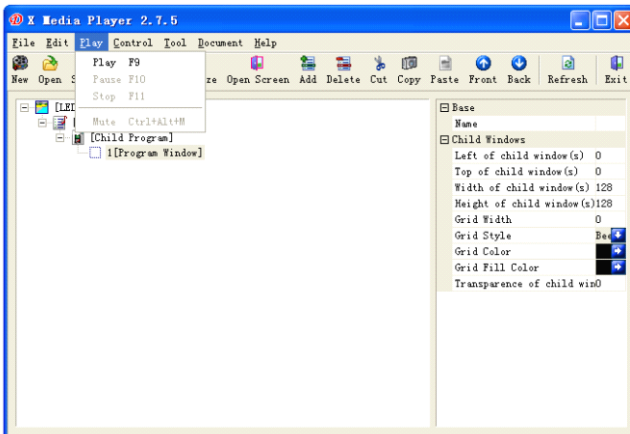 X Media Player 2.7.5
File Edit Play Control Tool Document Help
Play F9
Pause F10
Stop F11
Mute Ctrl+Alt+M
New Open Open Screen Add Delete Cut Copy Paste Front Back Refresh Exit
[Child Program]
1[Program Window]
Base
Name
Child Windows
Left of child window(s) 0
Top of child window(s) 0
Width of child window(s) 128
Height of child window(s)128
Grid Width 0
Grid Style
Grid Color
Grid Fill Color
Transparence of child win0